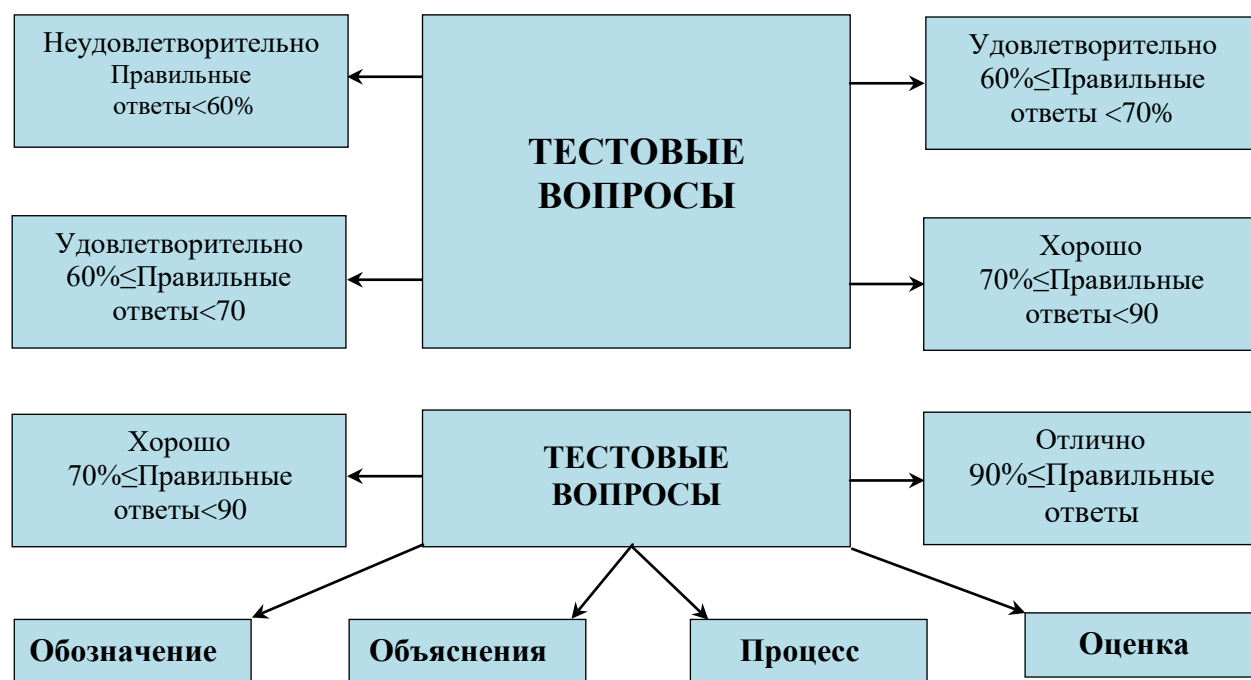 Неудовлетворительно
Правильные
ответы<60%
ТЕСТОВЫЕ
ВОПРОСЫ
Удовлетворительно
60%≤Правильные
ответы <70%
Удовлетворительно
60%≤Правильные
ответы<70
Хорошо
70%≤Правильные
ответы<90
Хорошо
70%≤Правильные
ответы<90
ТЕСТОВЫЕ
ВОПРОСЫ
Отлично
90%≤Правильные
ответы
Обозначение
Объяснения
Процесс
Оценка